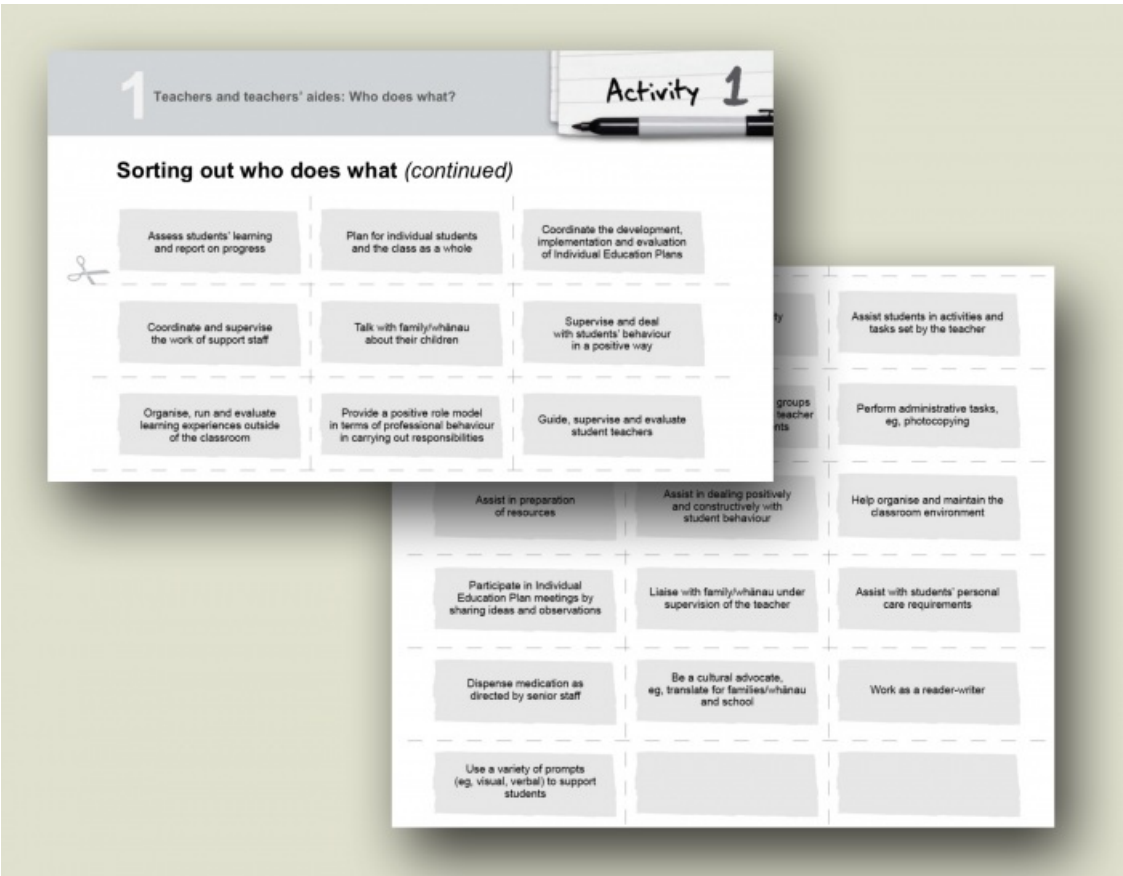 1 Teachers and teachers' aides: Who does what?
Activity 1
Sorting out who does what (continued)
Assess students' learning
and report on progress
Plan for individual students
and the class as a whole
Coordinate the development,
implementation and evaluation
of Individual Education Plans
Coordinate and supervise
the work of support staff
Talk with family/whānau
about their children
Supervise and deal
with students' behaviour
in a positive way
Organise, run and evaluate
learning experiences outside
of the classroom
Provide a positive role model
in terms of professional behaviour
in carrying out responsibilities
Guide, supervise and evaluate
student teachers
Assist students in activities and
tasks set by the teacher
groups
teacher
Perform administrative tasks,
eg, photocopying
Assist in preparation
of resources
Assist in dealing positively
and constructively with
student behaviour
Help organise and maintain the
classroom environment
Participate in Individual
Education Plan meetings by
sharing ideas and observations
Liaise with family/whānau under
supervision of the teacher
Assist with students' personal
care requirements
Dispense medication as
directed by senior staff
Be a cultural advocate,
eg, translate for families/whānau
and school
Work as a reader-writer
Use a variety of prompts
(eg, visual, verbal) to support
students